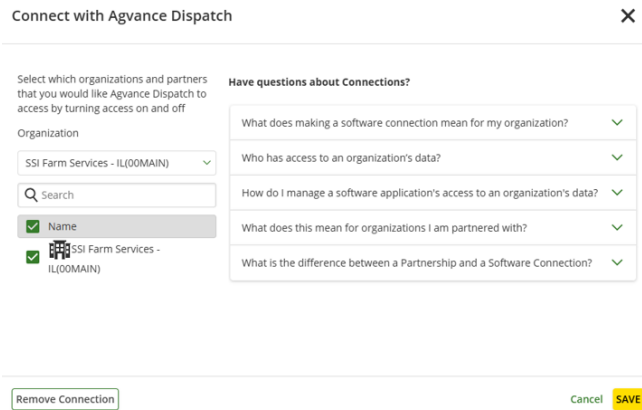 Connect with Agvance Dispatch
Select which organizations and partners
that you would like Agvance Dispatch to
access by turning access on and off
Organization
SSI Farm Services - IL(00MAIN)
Search
Name
SSI Farm Services -
IL(00MAIN)
Have questions about Connections?
What does making a software connection mean for my organization?
Who has access to an organization's data?
How do I manage a software application's access to an organization's data?
What does this mean for organizations I am partnered with?
What is the difference between a Partnership and a Software Connection?
Remove Connection
Cancel
SAVE